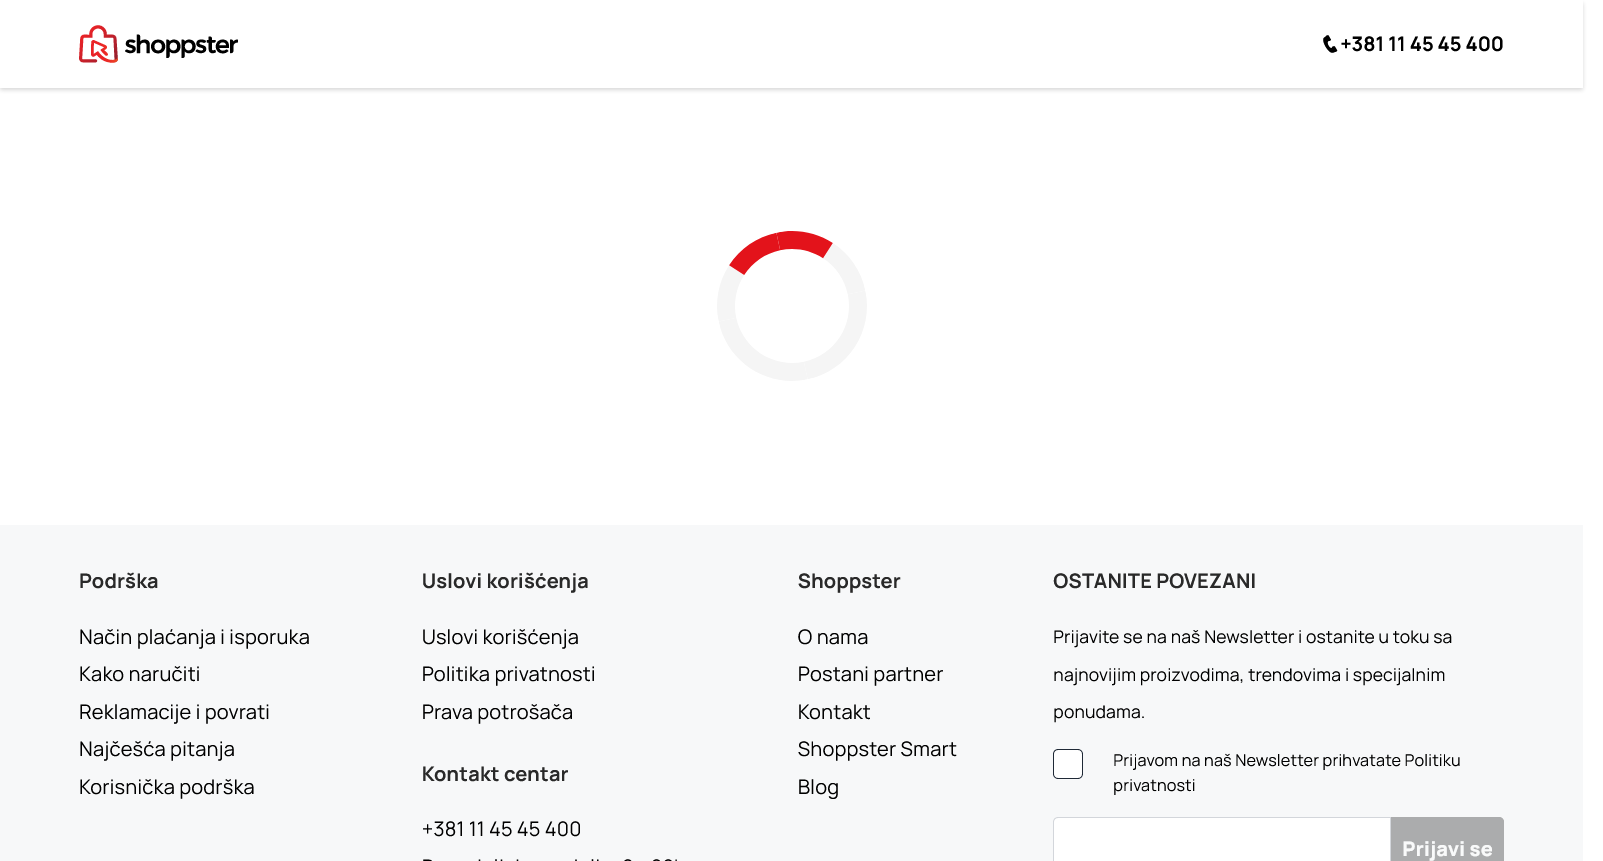 shoppster
+381 11 45 45 400
Podrška
Način plaćanja i isporuka
Kako naručiti
Reklamacije i povrati
Najčešća pitanja
Korisnička podrška
Uslovi korišćenja
Uslovi korišćenja
Politika privatnosti
Prava potrošača
Kontakt centar
+381 11 45 45 400
Shoppster
O nama
Postani partner
Kontakt
Shoppster Smart
Blog
OSTANITE POVEZANI
Prijavite se na naš Newsletter i ostanite u toku sa
najnovijim proizvodima, trendovima i specijalnim
ponudama.
Prijavom na naš Newsletter prihvatate Politiku
privatnosti
Prijavi se